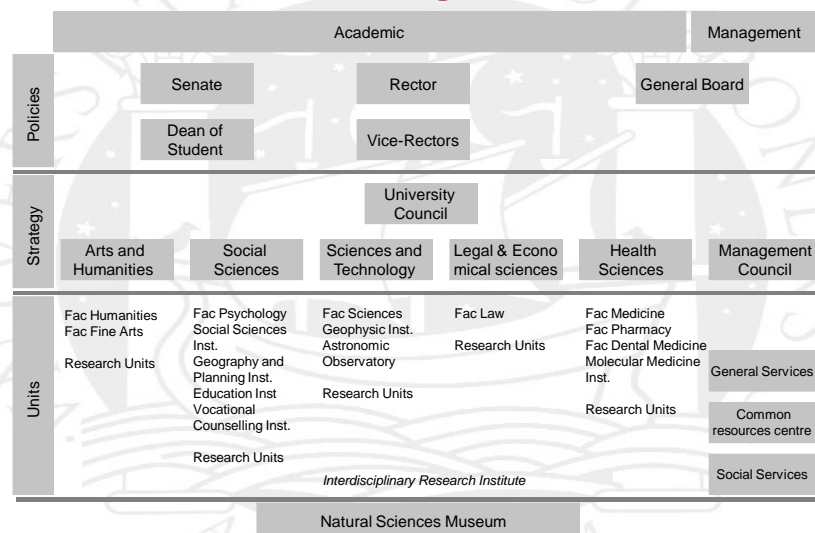 Academic
Management
Policies
Senate
Rector
General Board
Dean of
Student
Vice-Rectors
Strategy
University
Council
Arts and
Humanities
Social
Sciences
Sciences and
Technology
Legal & Econo
mical sciences
Health
Sciences
Management
Council
Units
Fac Humanities
Fac Fine Arts
Research Units
Fac Psychology
Social Sciences
Inst.
Geography and
Planning Inst.
Education Inst
Vocational
Counselling Inst.
Research Units
Fac Sciences
Geophysic Inst.
Astronomic
Observatory
Research Units
Fac Law
Research Units
Fac Medicine
Fac Pharmacy
Fac Dental Medicine
Molecular Medicine
Inst.
Research Units
General Services
Common
resources centre
Social Services
Interdisciplinary Research Institute
Natural Sciences Museum